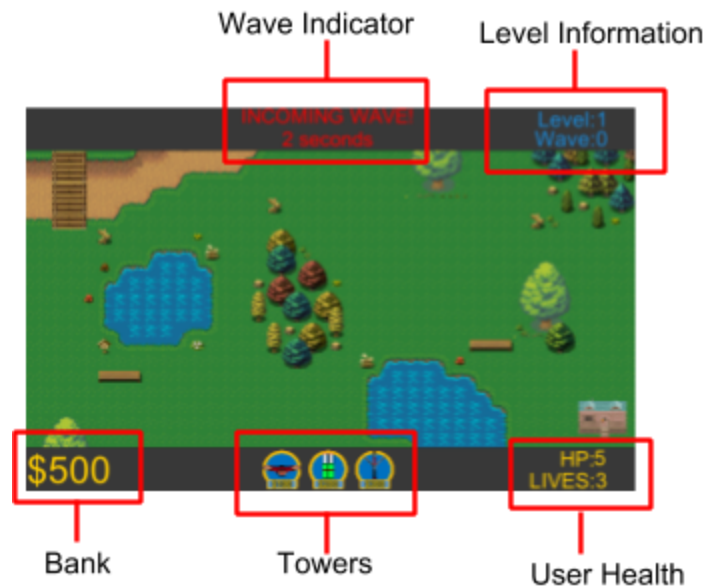 Wave Indicator
Level Information
INCOMING WAVE!
2 seconds
Level:1
Wave:0
$500
HP:5
LIVES:3
Bank
Towers
User Health